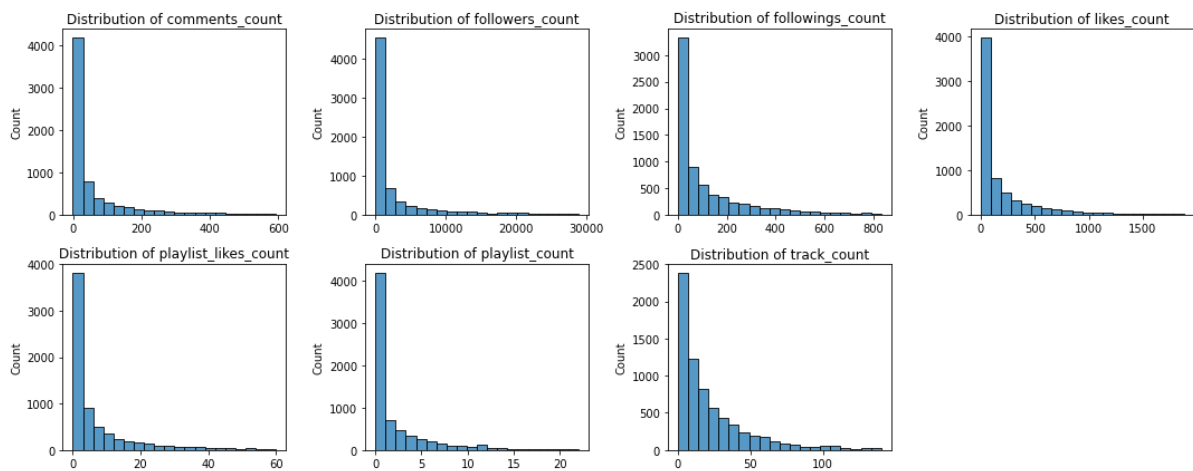 Distribution of comments_count
Count
4000
3000
2000
1000
0
0 200 400 600
Distribution of followers_count
Count
4000
3000
2000
1000
0
0 10000 20000 30000
Distribution of followings_count
Count
3000
2500
2000
1500
1000
500
0
0 200 400 600 800
Distribution of likes_count
Count
4000
3000
2000
1000
0
0 500 1000 1500
Distribution of playlist_likes_count
Count
4000
3000
2000
1000
0
0 20 40 60
Distribution of playlist_count
Count
4000
3000
2000
1000
0
0 5 10 15 20
Distribution of track_count
Count
2500
2000
1500
1000
500
0
0 50 100